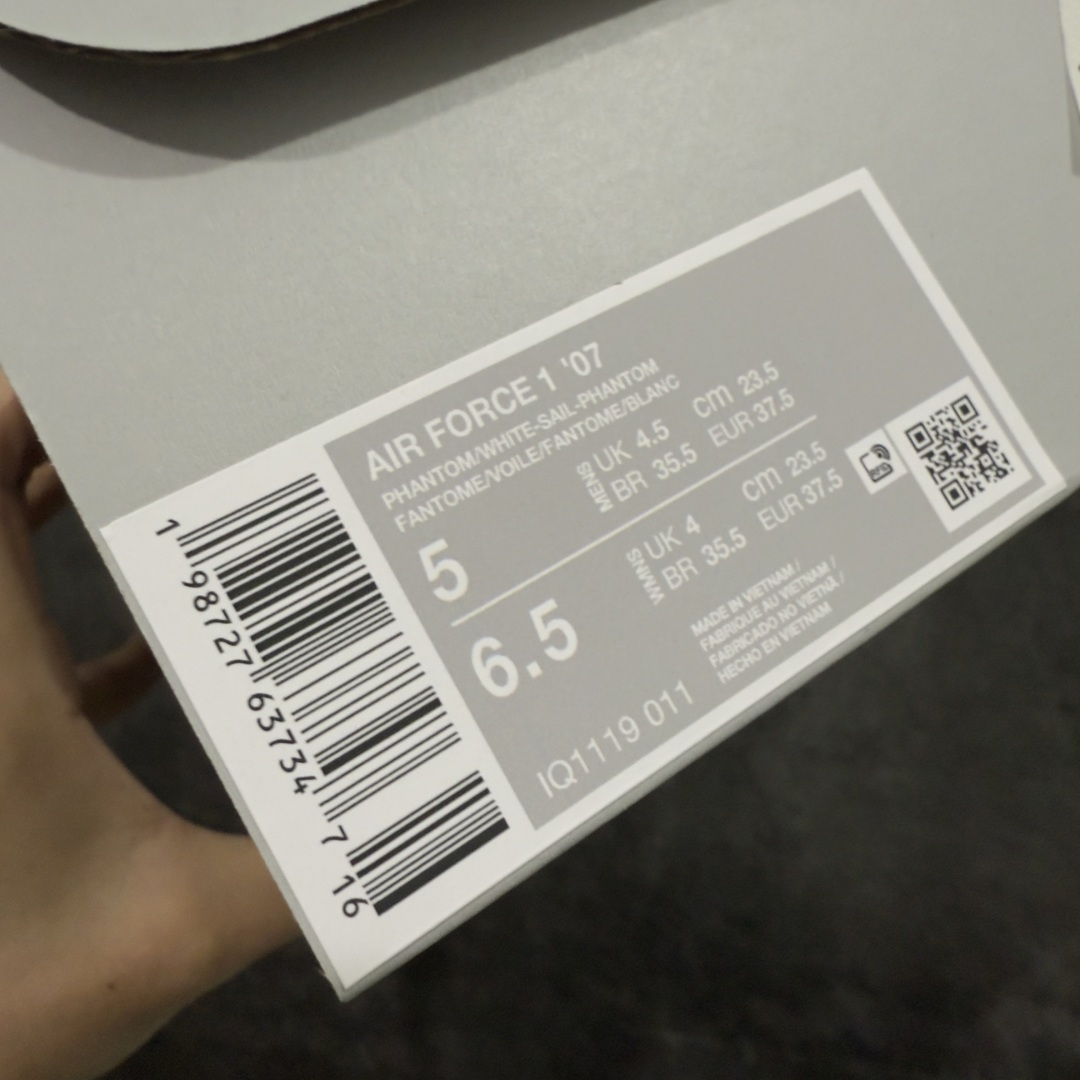 AIR FORCE 1 '07
PHANTOM/WHITE-SAIL-PHANTOM
FANTOME/VOILE/FANTOME/BLANC
5
MENS
UK 4.5
cm 23.5
BR 35.5
EUR 37.5
6.5
WMNS
UK 4
cm 23.5
BR 35.5
EUR 37.5
RFID
IQ1119 011
MADE IN VIETNAM /
FABRIQUE AU VIETNAM /
FABRICADO NO VIETNÃ /
HECHO EN VIETNAM
1 98727 63734 7 16